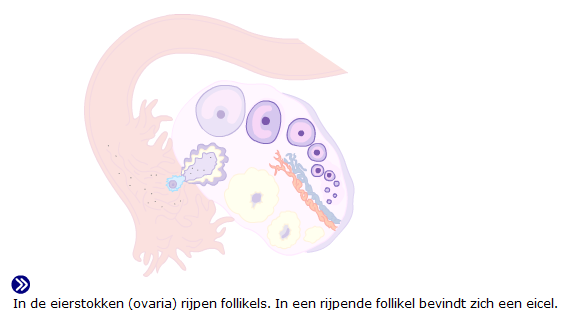 In de eierstokken (ovaria) rijpen follikels. In een rijpende follikel bevindt zich een eicel.